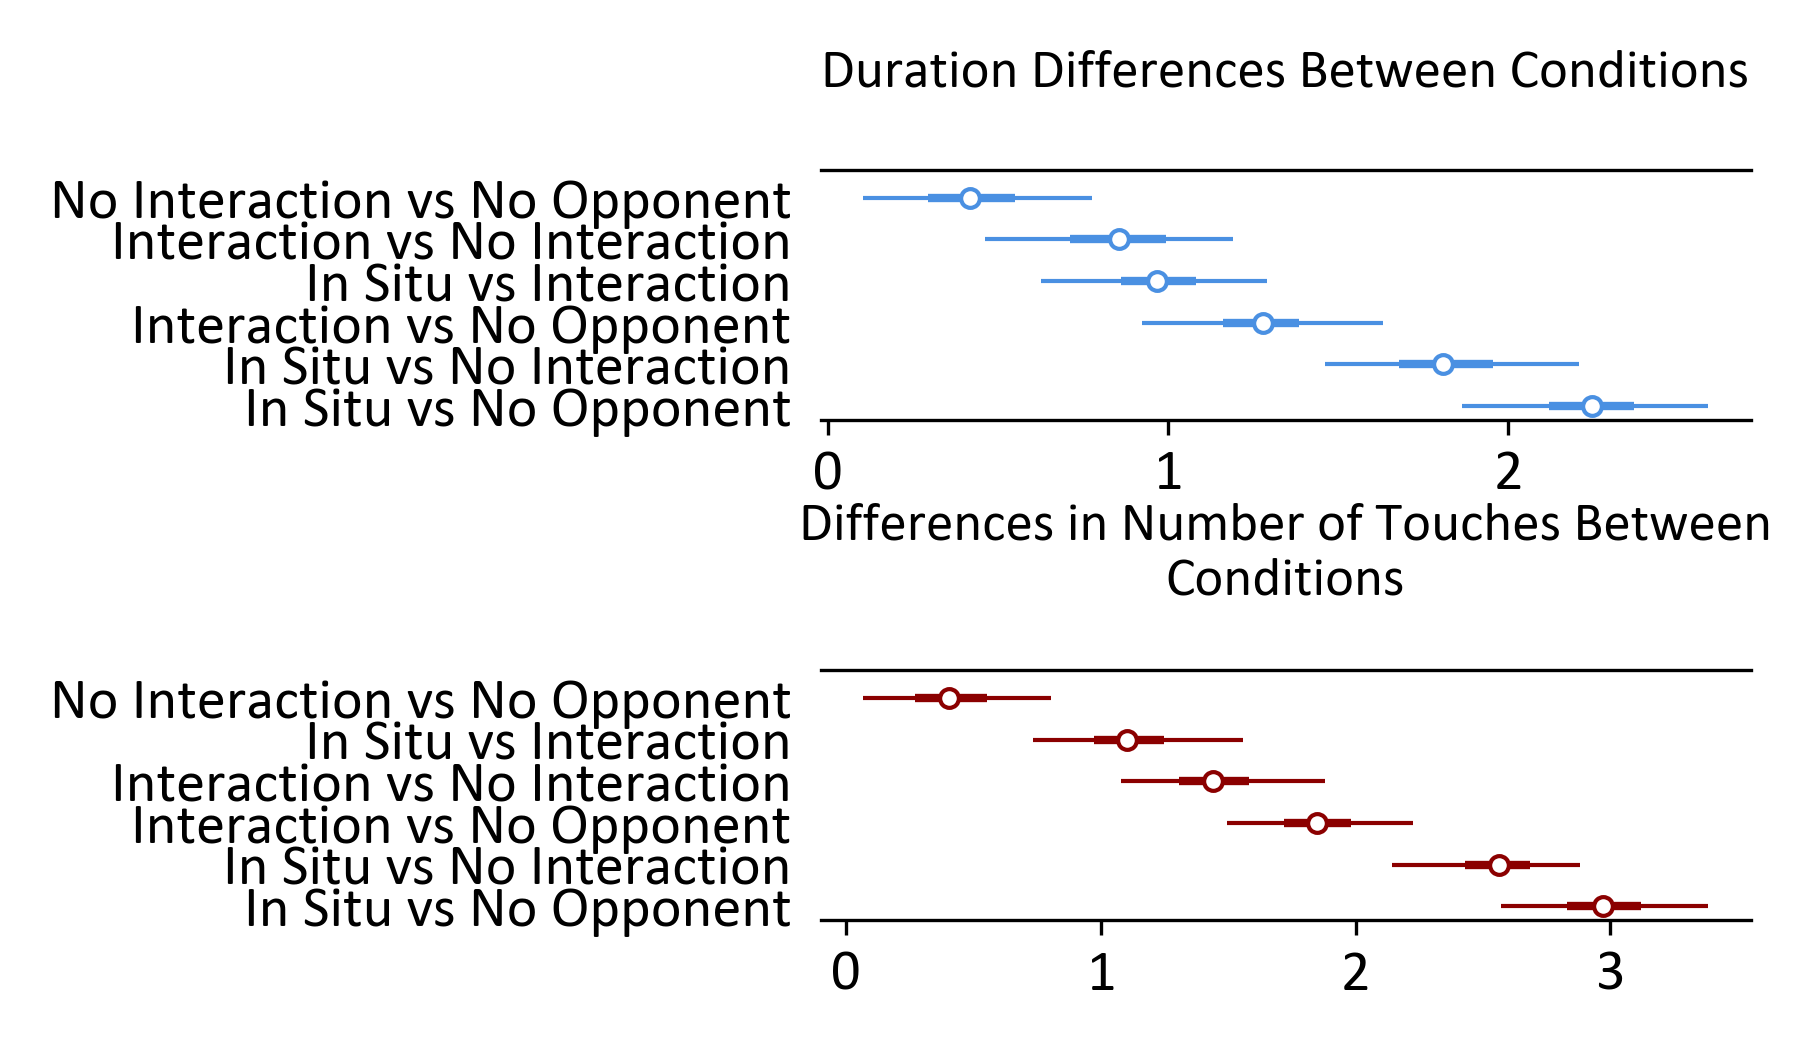 Duration Differences Between Conditions
No Interaction vs No Opponent
Interaction vs No Interaction
In Situ vs Interaction
Interaction vs No Opponent
In Situ vs No Interaction
In Situ vs No Opponent
0 1 2
Differences in Number of Touches Between
Conditions
No Interaction vs No Opponent
In Situ vs Interaction
Interaction vs No Interaction
Interaction vs No Opponent
In Situ vs No Interaction
In Situ vs No Opponent
0 1 2 3